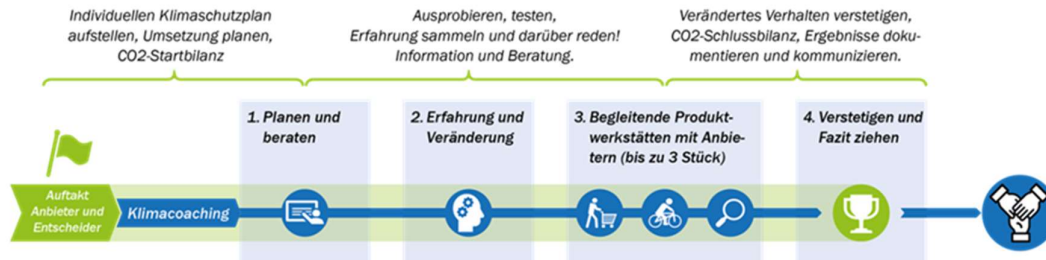 Individuellen Klimaschutzplan
aufstellen, Umsetzung planen,
CO2-Startbilanz
Ausprobieren, testen,
Erfahrung sammeln und darüber reden!
Information und Beratung.
Verändertes Verhalten verstetigen,
CO2-Schlussbilanz, Ergebnisse doku-
mentieren und kommunizieren.
1. Planen und
beraten
2. Erfahrung und
Veränderung
3. Begleitende Produkt-
werkstätten mit Anbie-
tern (bis zu 3 Stück)
4. Verstetigen und
Fazit ziehen
Auftakt
Anbieter und
Entscheider
Klimacoaching